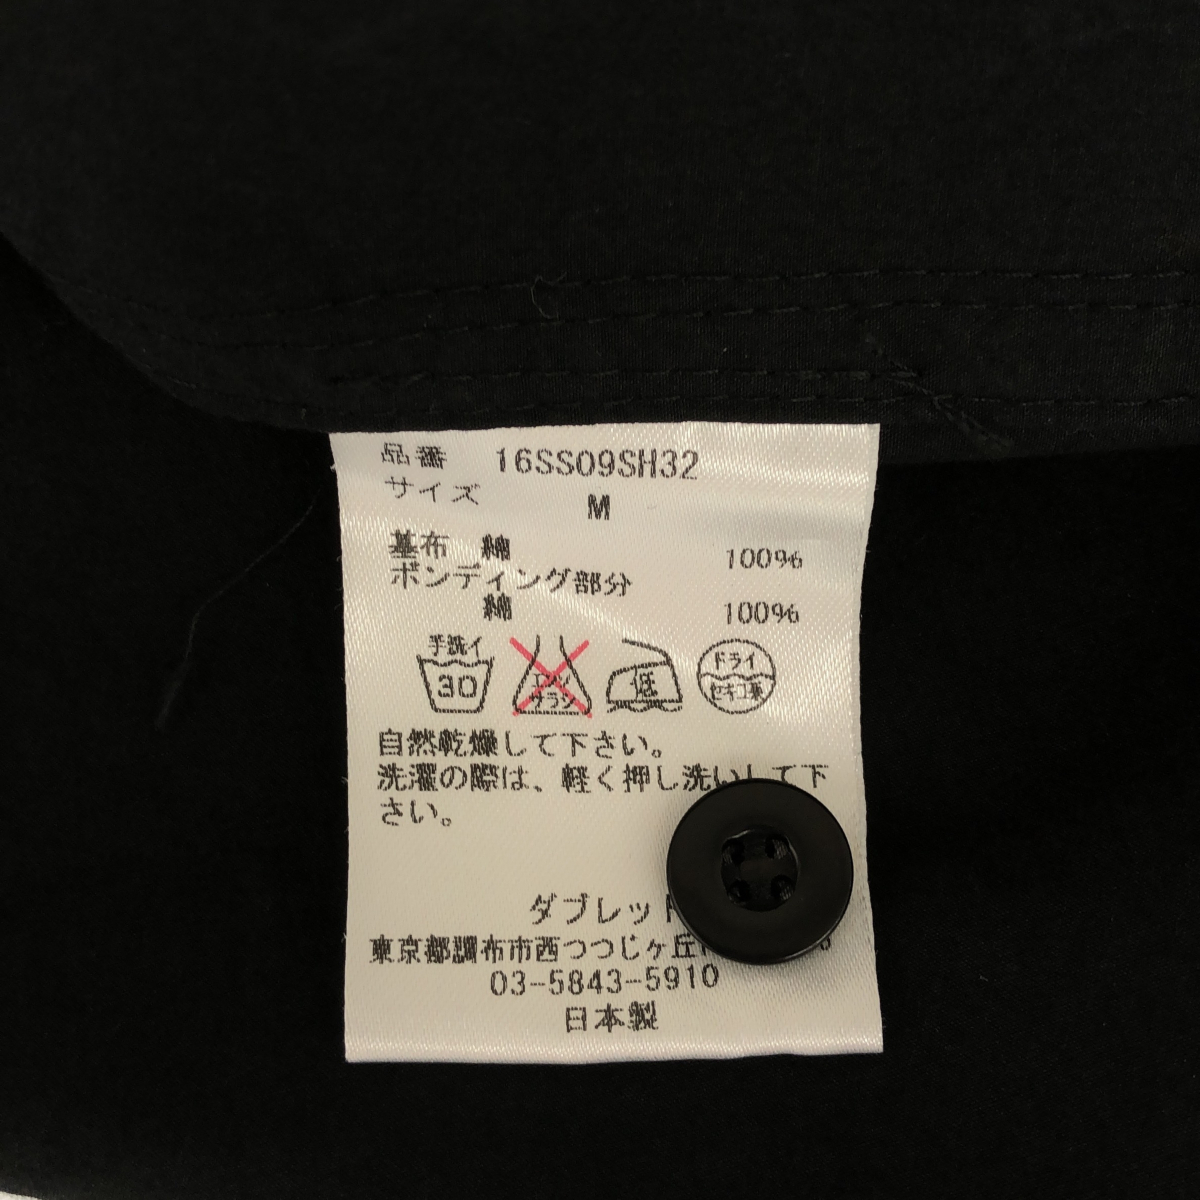 品番 16SS09SH32
サイズ M
基布 綿 100%
ボンディング部分
綿 100%
手洗イ
30
エンソ
サラシ
低
ドライ
セキユ系
自然乾燥して下さい。
洗濯の際は、軽く押し洗いして下
さい。
ダブレット
東京都調布市西つつじヶ丘
03-5843-5910
日本製